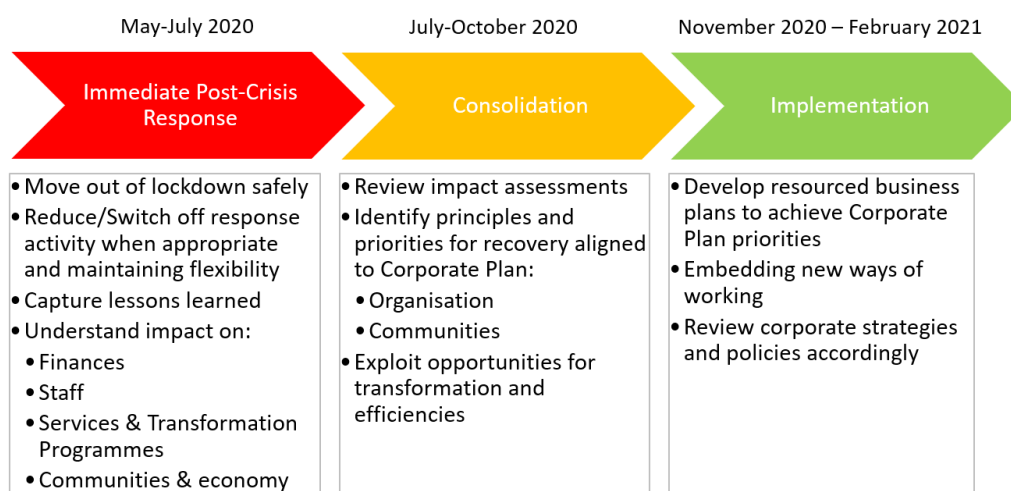 May-July 2020
July-October 2020
November 2020 – February 2021
Immediate Post-Crisis
Response
Consolidation
Implementation
• Move out of lockdown safely
• Reduce/Switch off response
activity when appropriate
and maintaining flexibility
• Capture lessons learned
• Understand impact on:
• Finances
• Staff
• Services & Transformation
Programmes
• Communities & economy
• Review impact assessments
• Identify principles and
priorities for recovery aligned
to Corporate Plan:
• Organisation
• Communities
• Exploit opportunities for
transformation and
efficiencies
• Develop resourced business
plans to achieve Corporate
Plan priorities
• Embedding new ways of
working
• Review corporate strategies
and policies accordingly